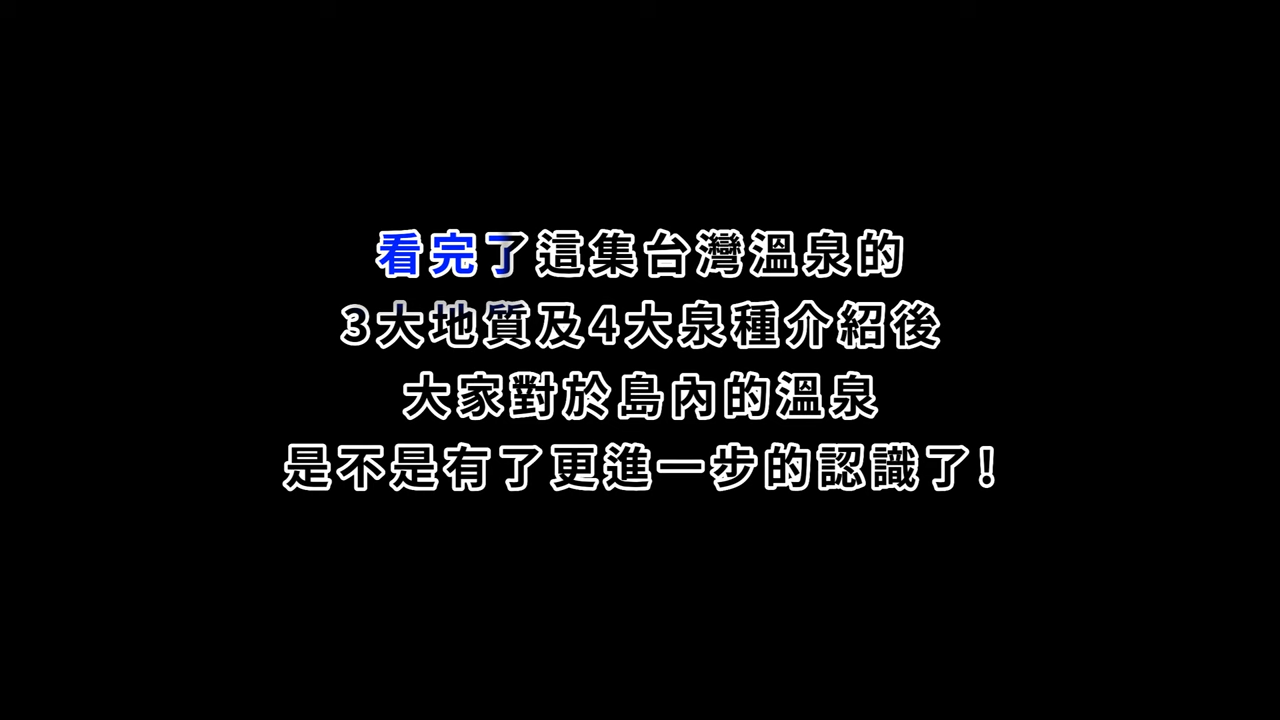 看完了這集台灣溫泉的
3大地質及4大泉種介紹後
大家對於島內的溫泉
是不是有了更進一步的認識了!